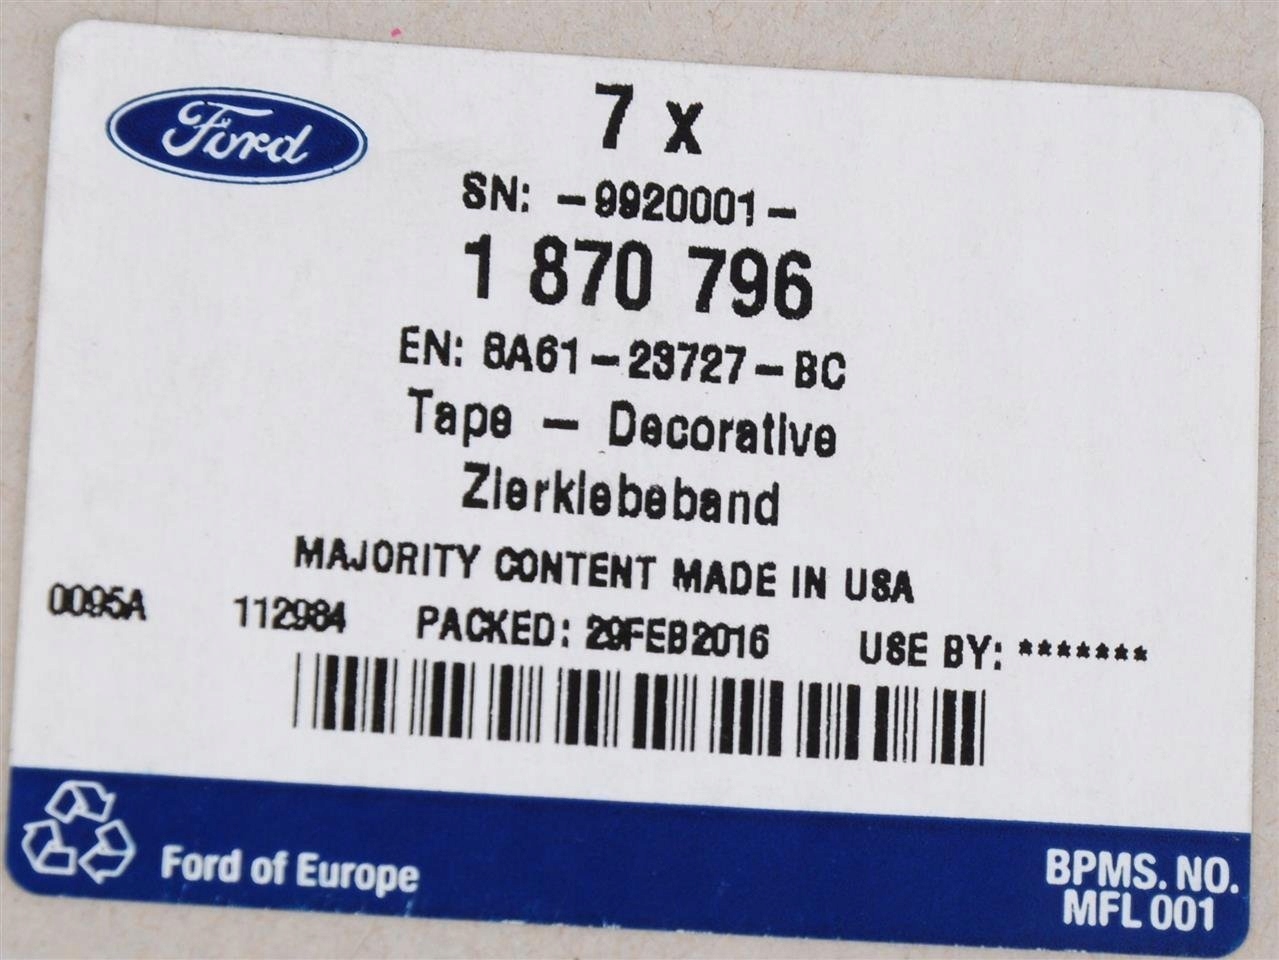 Ford
7 x
SN: -9920001-
1 870 796
EN: 8A61-23727-BC
Tape - Decorative
Zierklebeband
MAJORITY CONTENT MADE IN USA
0095A 112984 PACKED: 29FEB2016 USE BY: *******
Ford of Europe
BPMS. NO.
MFL 001